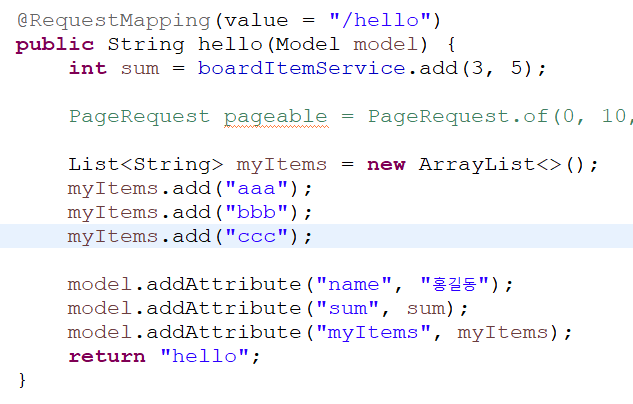 @RequestMapping(value = "/hello")
public String hello(Model model) {
int sum = boardItemService.add(3, 5);
PageRequest pageable = PageRequest.of(0, 10,
List<String> myItems = new ArrayList<>();
myItems.add("aaa");
myItems.add("bbb");
myItems.add("ccc");
model.addAttribute("name", "홍길동");
model.addAttribute("sum", sum);
model.addAttribute("myItems", myItems);
return "hello";
}